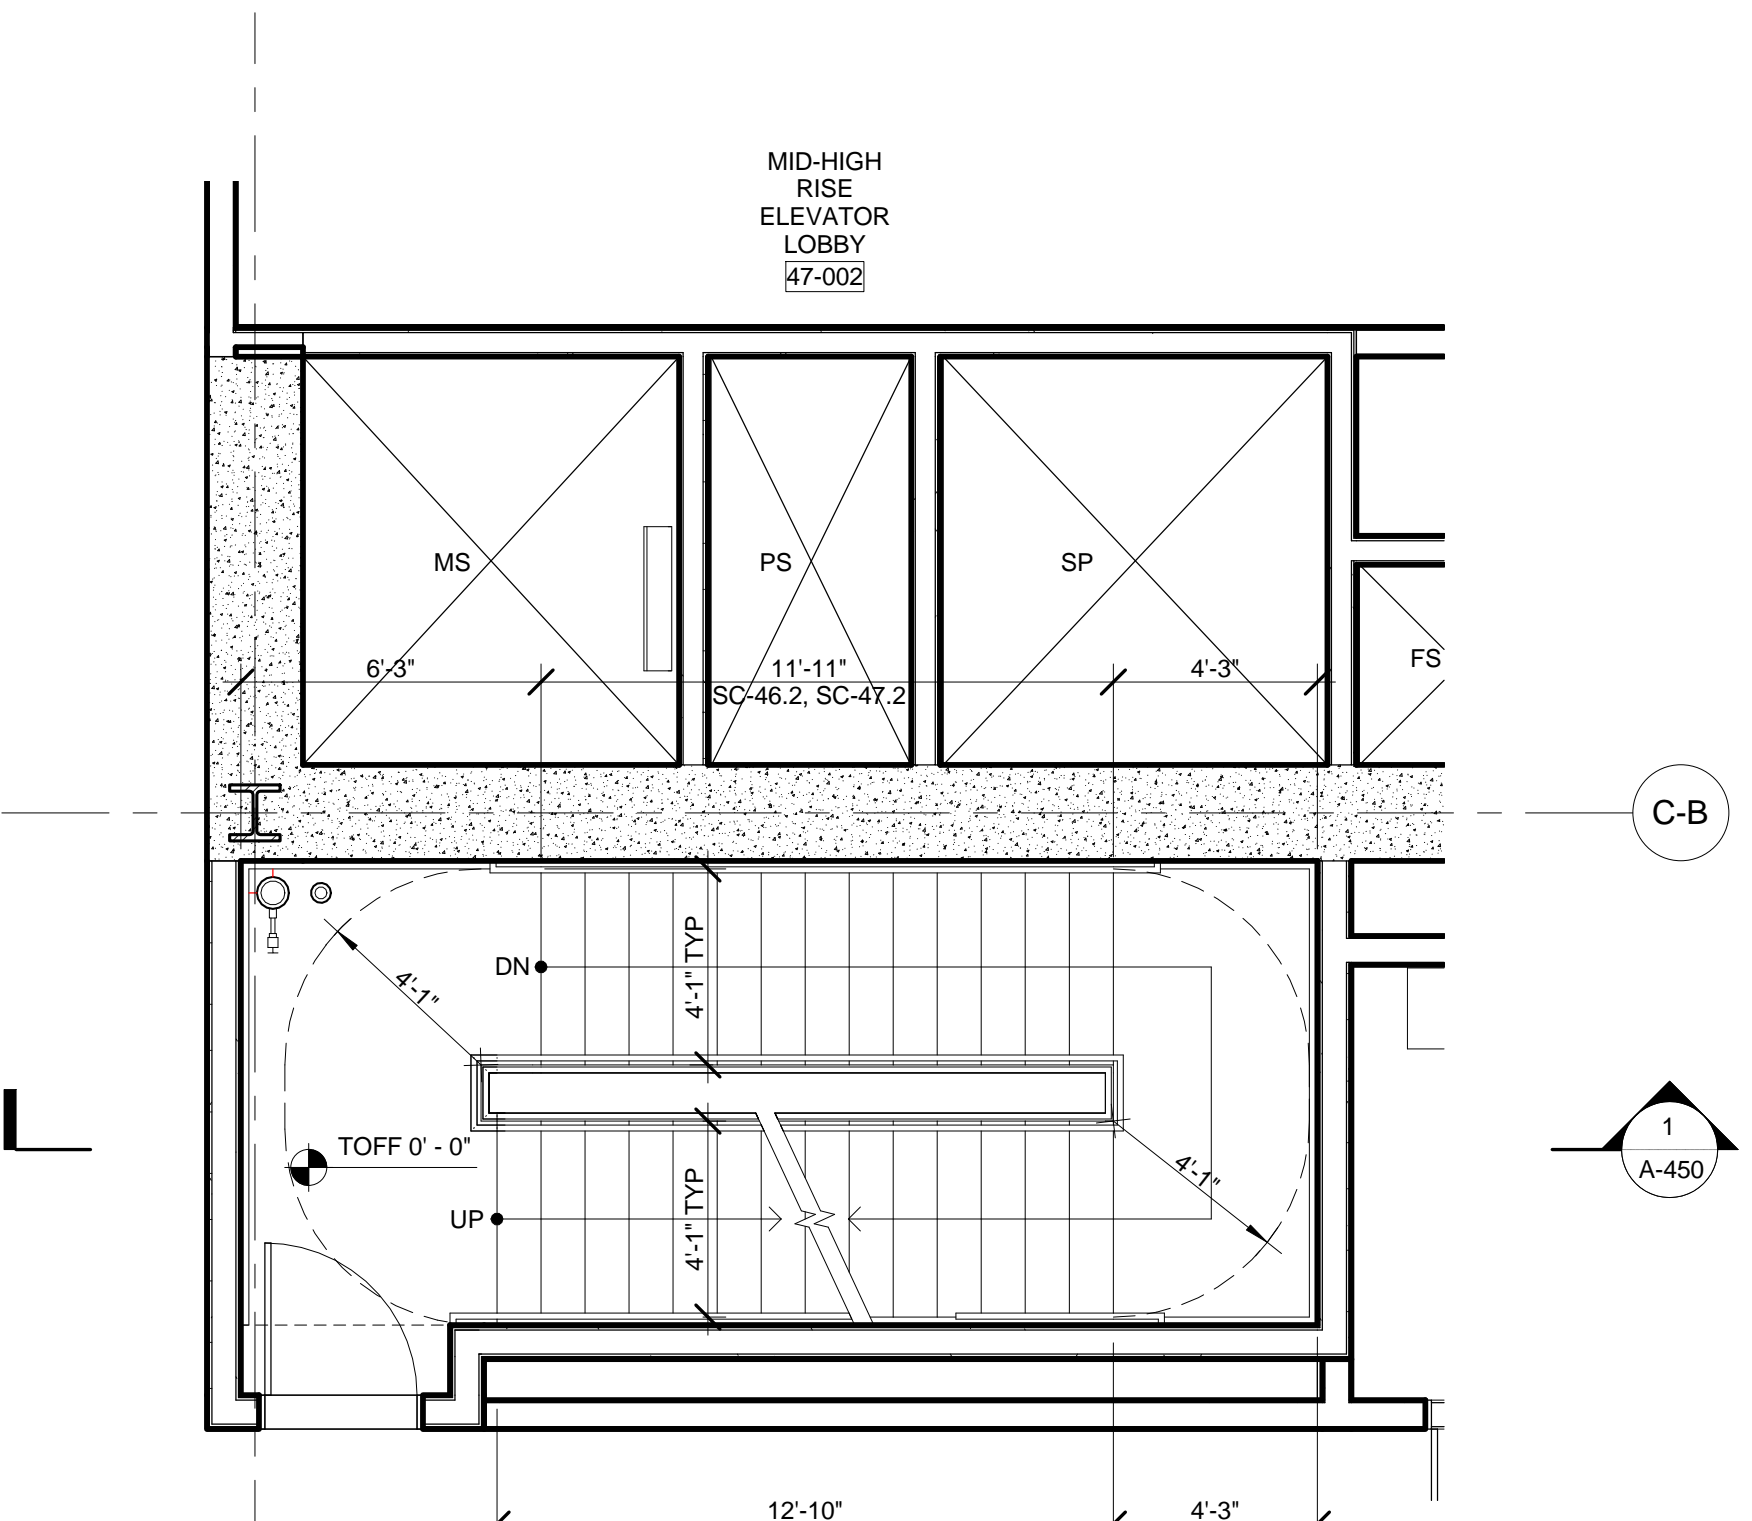 MID-HIGH
RISE
ELEVATOR
LOBBY
47-002
MS
PS
SP
FS
6'-3"
11'-11"
4'-3"
SC-46.2, SC-47.2
C-B
4'-1" TYP
DN
4'-1"
TOFF 0' - 0"
1
A-450
4'-1"
UP
4'-1" TYP
12'-10"
4'-3"